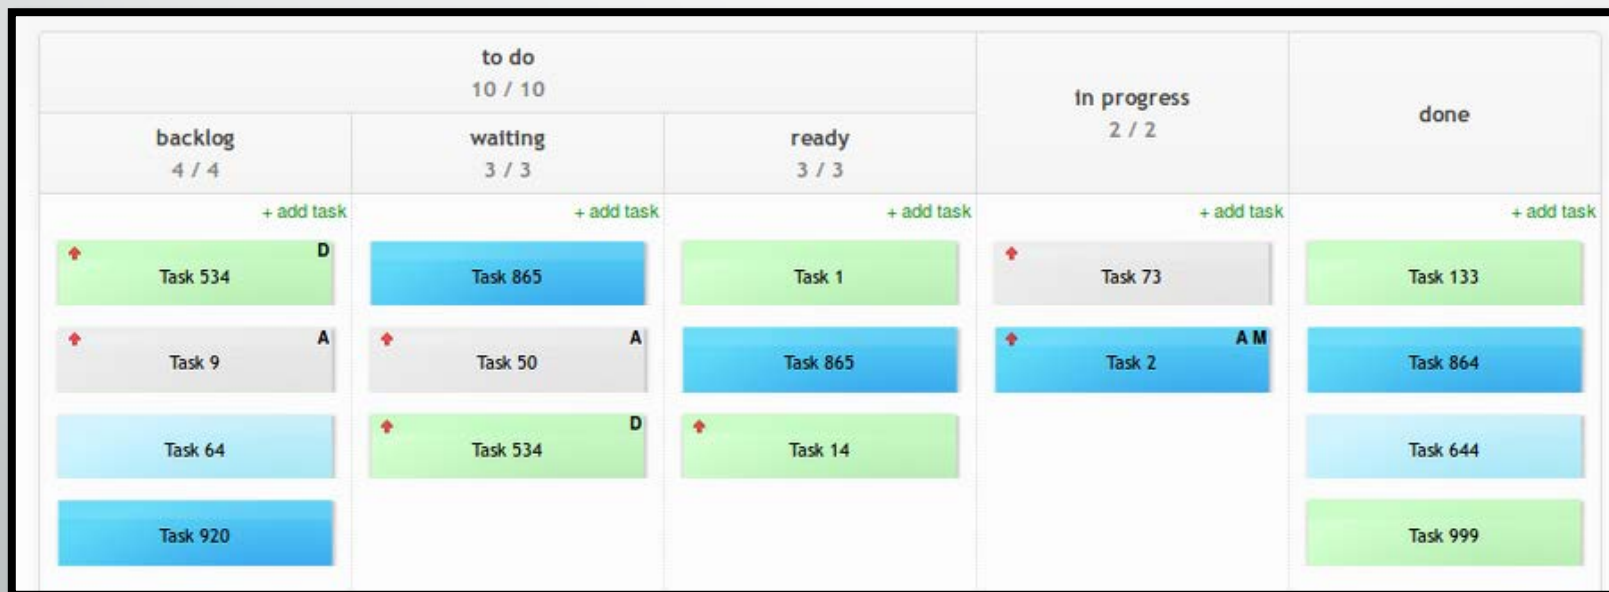 to do
10 / 10
in progress
2 / 2
done
backlog
4 / 4
waiting
3 / 3
ready
3 / 3
+ add task
+ add task
+ add task
+ add task
+ add task
D
Task 534
Task 865
Task 1
Task 73
Task 133
A
Task 9
A
Task 50
Task 865
A M
Task 2
Task 864
Task 64
D
Task 534
Task 14
Task 644
Task 920
Task 999